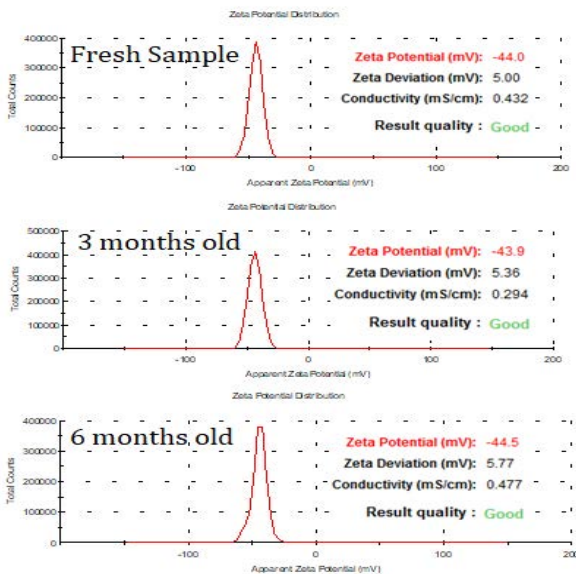 Zeta Potential Distribution
400000
300000
200000
100000
0
Total Counts
Fresh Sample
Zeta Potential (mV): -44.0
Zeta Deviation (mV): 5.00
Conductivity (mS/cm): 0.432
Result quality : Good
-100 0 100 200
Apparent Zeta Potential (mV)
Zeta Potential Distribution
500000
400000
300000
200000
100000
0
Total Counts
3 months old
Zeta Potential (mV): -43.9
Zeta Deviation (mV): 5.36
Conductivity (mS/cm): 0.294
Result quality : Good
-100 0 100 200
Apparent Zeta Potential (mV)
Zeta Potential Distribution
400000
300000
200000
100000
0
Total Counts
6 months old
Zeta Potential (mV): -44.5
Zeta Deviation (mV): 5.77
Conductivity (mS/cm): 0.477
Result quality : Good
-100 0 100 200
Apparent Zeta Potential (mV)